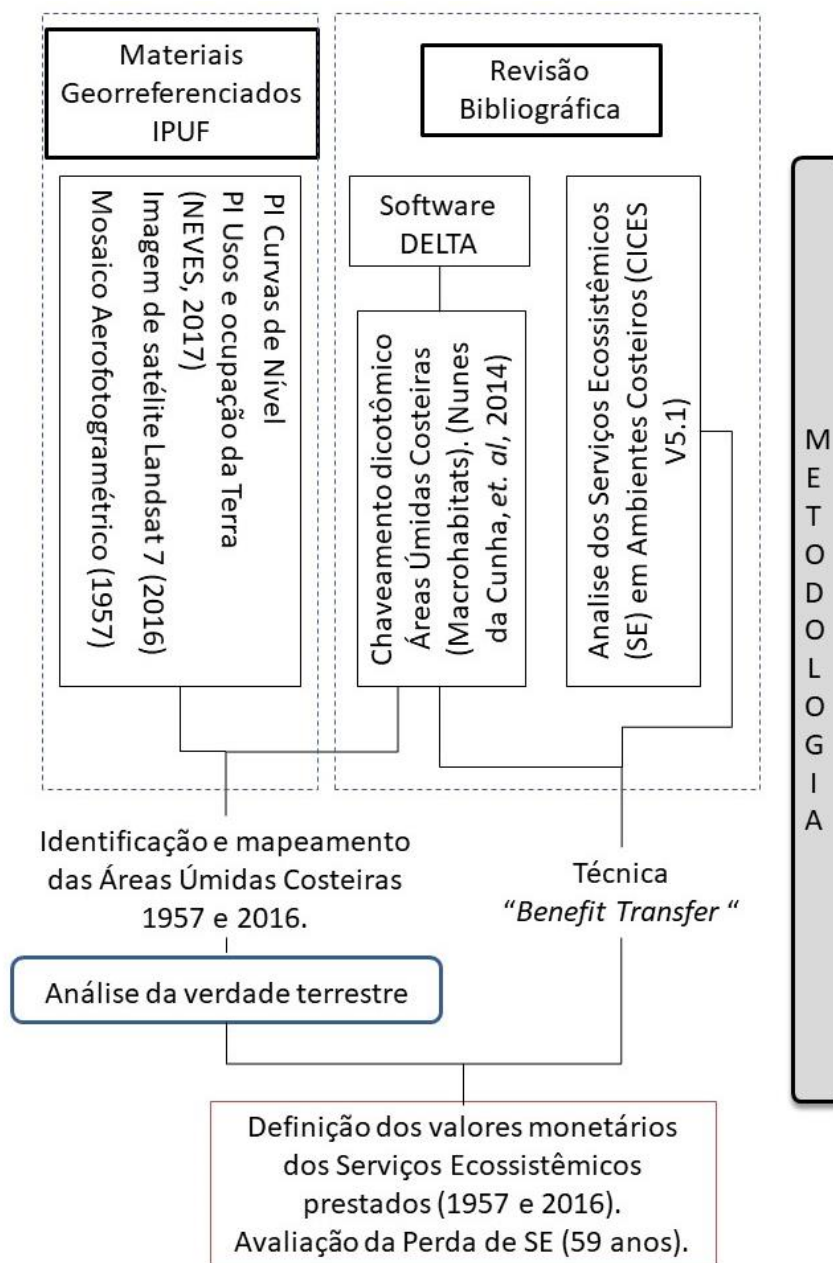 Materiais
Georreferenciados
IPUF
PI Curvas de Nível
PI Usos e ocupação da Terra
(NEVES, 2017)
Imagem de satélite Landsat 7 (2016)
Mosaico Aerofotogramétrico (1957)
Revisão
Bibliográfica
Software
DELTA
Chaveamento dicotômico
Áreas Úmidas Costeiras
(Macrohabitats). (Nunes
da Cunha, et. al, 2014)
Analise dos Serviços Ecossistêmicos
(SE) em Ambientes Costeiros (CICES
V5.1)
Identificação e mapeamento
das Áreas Úmidas Costeiras
1957 e 2016.
Técnica
“Benefit Transfer “
Análise da verdade terrestre
Definição dos valores monetários
dos Serviços Ecossistêmicos
prestados (1957 e 2016).
Avaliação da Perda de SE (59 anos).
METODOLOGIA